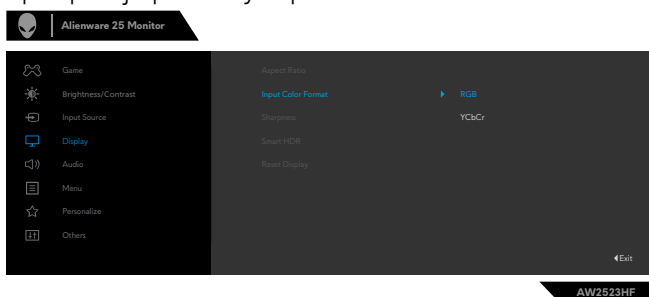 Alienware 25 Monitor
Game
Aspect Ratio
Brightness/Contrast
Input Color Format
RGB
Input Source
Sharpness
YCbCr
Display
Smart HDR
Audio
Reset Display
Menu
Personalize
Others
Exit
AW2523HF